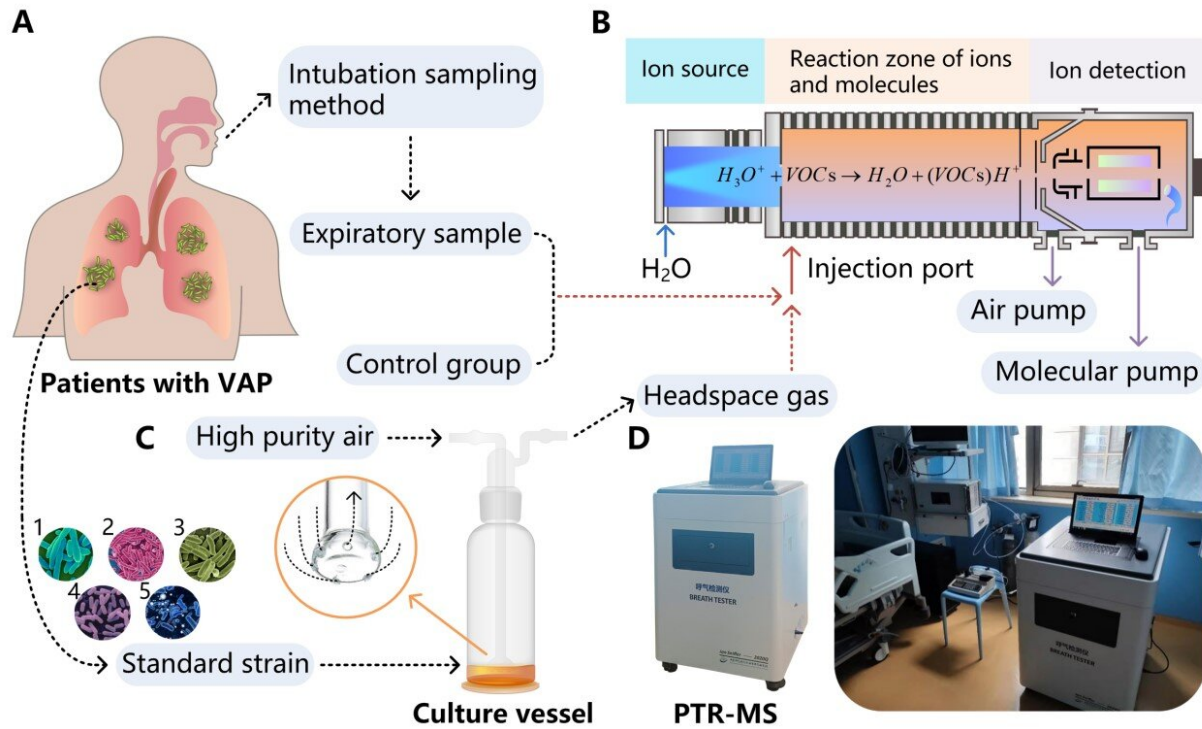 A
Intubation sampling
method
Expiratory sample
Control group
Patients with VAP
B
Ion source
Reaction zone of ions
and molecules
Ion detection
H₃O⁺ + VOCs → H₂O + (VOCs)H⁺
H₂O
Injection port
Air pump
Molecular pump
Headspace gas
C
High purity air
1
2
3
4
5
Standard strain
Culture vessel
D
呼气检测仪
BREATH TESTER
PTR-MS
呼气检测仪
BREATH TESTER